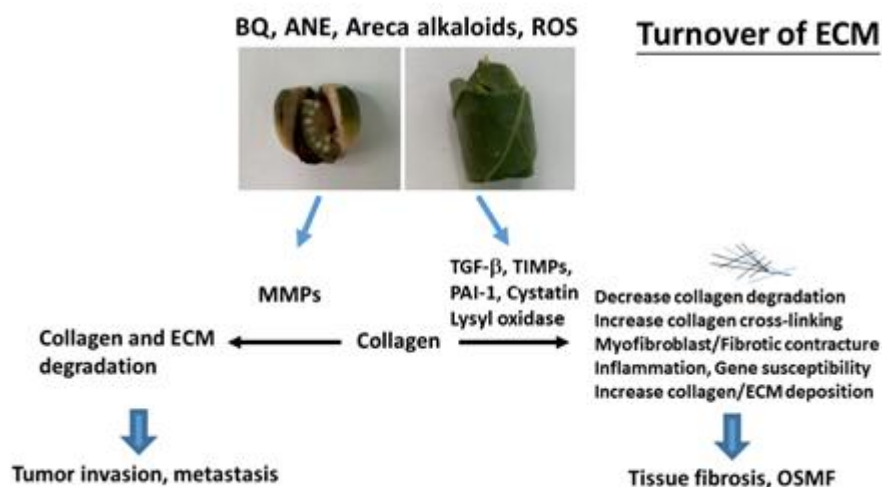 BQ, ANE, Areca alkaloids, ROS
Turnover of ECM
MMPs
TGF-β, TIMPs,
PAI-1, Cystatin
Lysyl oxidase
Collagen and ECM
degradation
Collagen
Decrease collagen degradation
Increase collagen cross-linking
Myofibroblast/Fibrotic contracture
Inflammation, Gene susceptibility
Increase collagen/ECM deposition
Tumor invasion, metastasis
Tissue fibrosis, OSMF